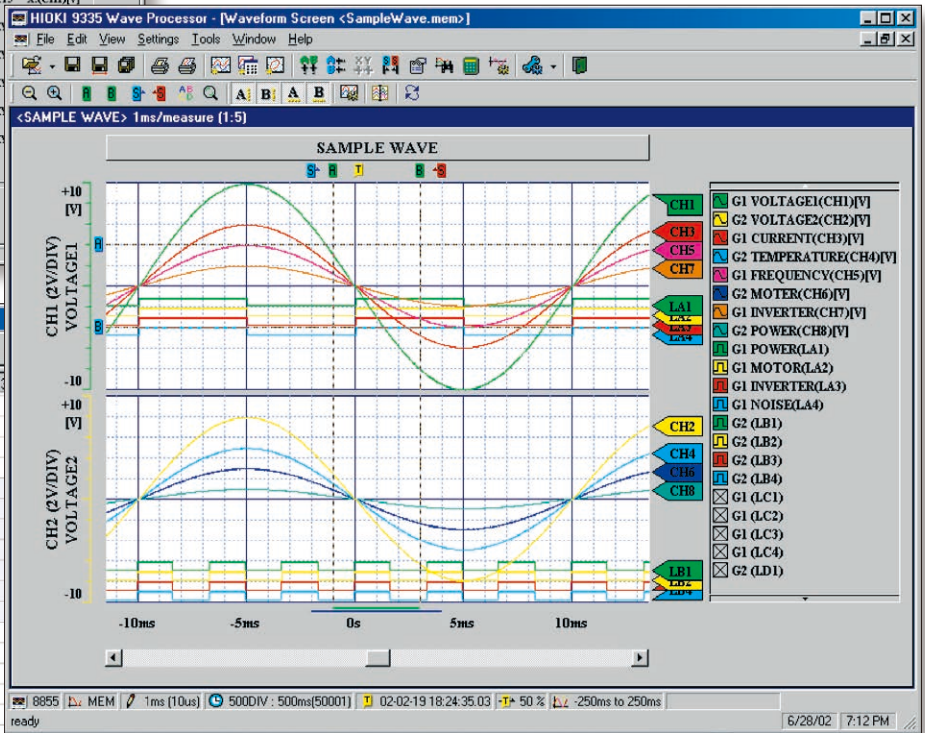 HIOKI 9335 Wave Processor - [Waveform Screen <SampleWave.mem>]
File Edit View Settings Tools Window Help
A B A B
<SAMPLE WAVE> 1ms/measure (1:5)
SAMPLE WAVE
S A T B S
+10
[V]
CH1 (2V/DIV)
VOLTAGE1
-10
A
B
CH1
CH3
CH5
CH7
LA1
LA2
LA3
LA4
+10
[V]
CH2 (2V/DIV)
VOLTAGE2
-10
CH2
CH4
CH6
CH8
LB1
LB2
LB4
-10ms -5ms 0s 5ms 10ms
G1 VOLTAGE1(CH1)[V]
G2 VOLTAGE2(CH2)[V]
G1 CURRENT(CH3)[V]
G2 TEMPERATURE(CH4)[V]
G1 FREQUENCY(CH5)[V]
G2 MOTER(CH6)[V]
G1 INVERTER(CH7)[V]
G2 POWER(CH8)[V]
G1 POWER(LA1)
G1 MOTOR(LA2)
G1 INVERTER(LA3)
G1 NOISE(LA4)
G2 (LB1)
G2 (LB2)
G2 (LB3)
G2 (LB4)
G1 (LC1)
G1 (LC2)
G1 (LC3)
G1 (LC4)
G2 (LD1)
8855 MEM 1ms (10us) 500DIV : 500ms(50001) T 02-02-19 18:24:35.03 -T- 50 % -250ms to 250ms
ready 6/28/02 7:12 PM